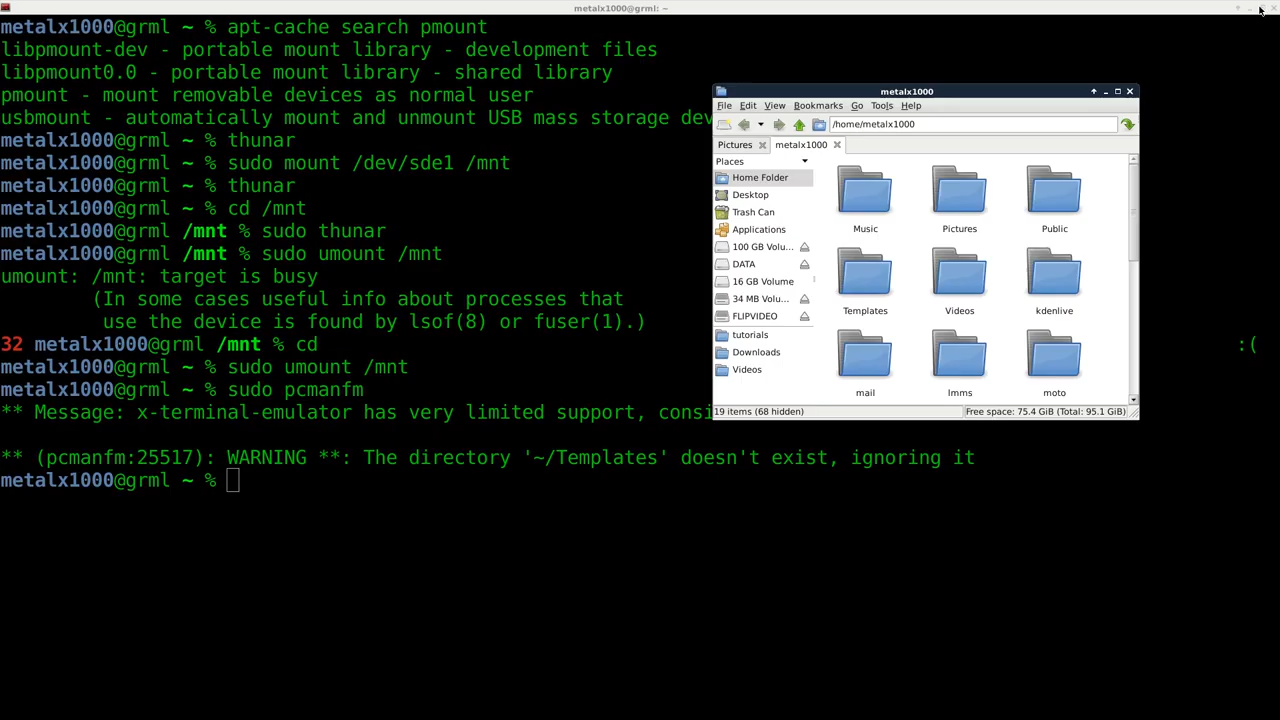 metalx1000@grml: ~
metalx1000@grml ~ % apt-cache search pmount
libpmount-dev - portable mount library - development files
libpmount0.0 - portable mount library - shared library
pmount - mount removable devices as normal user
usbmount - automatically mount and unmount USB mass storage dev
metalx1000@grml ~ % thunar
metalx1000@grml ~ % sudo mount /dev/sde1 /mnt
metalx1000@grml ~ % thunar
metalx1000@grml ~ % cd /mnt
metalx1000@grml /mnt % sudo thunar
metalx1000@grml /mnt % sudo umount /mnt
umount: /mnt: target is busy
(In some cases useful info about processes that
use the device is found by lsof(8) or fuser(1).)
32 metalx1000@grml /mnt % cd :(
metalx1000@grml ~ % sudo umount /mnt
metalx1000@grml ~ % sudo pcmanfm
** Message: x-terminal-emulator has very limited support, consi
** (pcmanfm:25517): WARNING **: The directory '~/Templates' doesn't exist, ignoring it
metalx1000@grml ~ %
metalx1000
File Edit View Bookmarks Go Tools Help
/home/metalx1000
Pictures metalx1000
Places
Home Folder
Desktop
Trash Can
Applications
100 GB Volu...
DATA
16 GB Volume
34 MB Volu...
FLIPVIDEO
tutorials
Downloads
Videos
Music Pictures Public
Templates Videos kdenlive
mail lmms moto
19 items (68 hidden) Free space: 75.4 GiB (Total: 95.1 GiB)